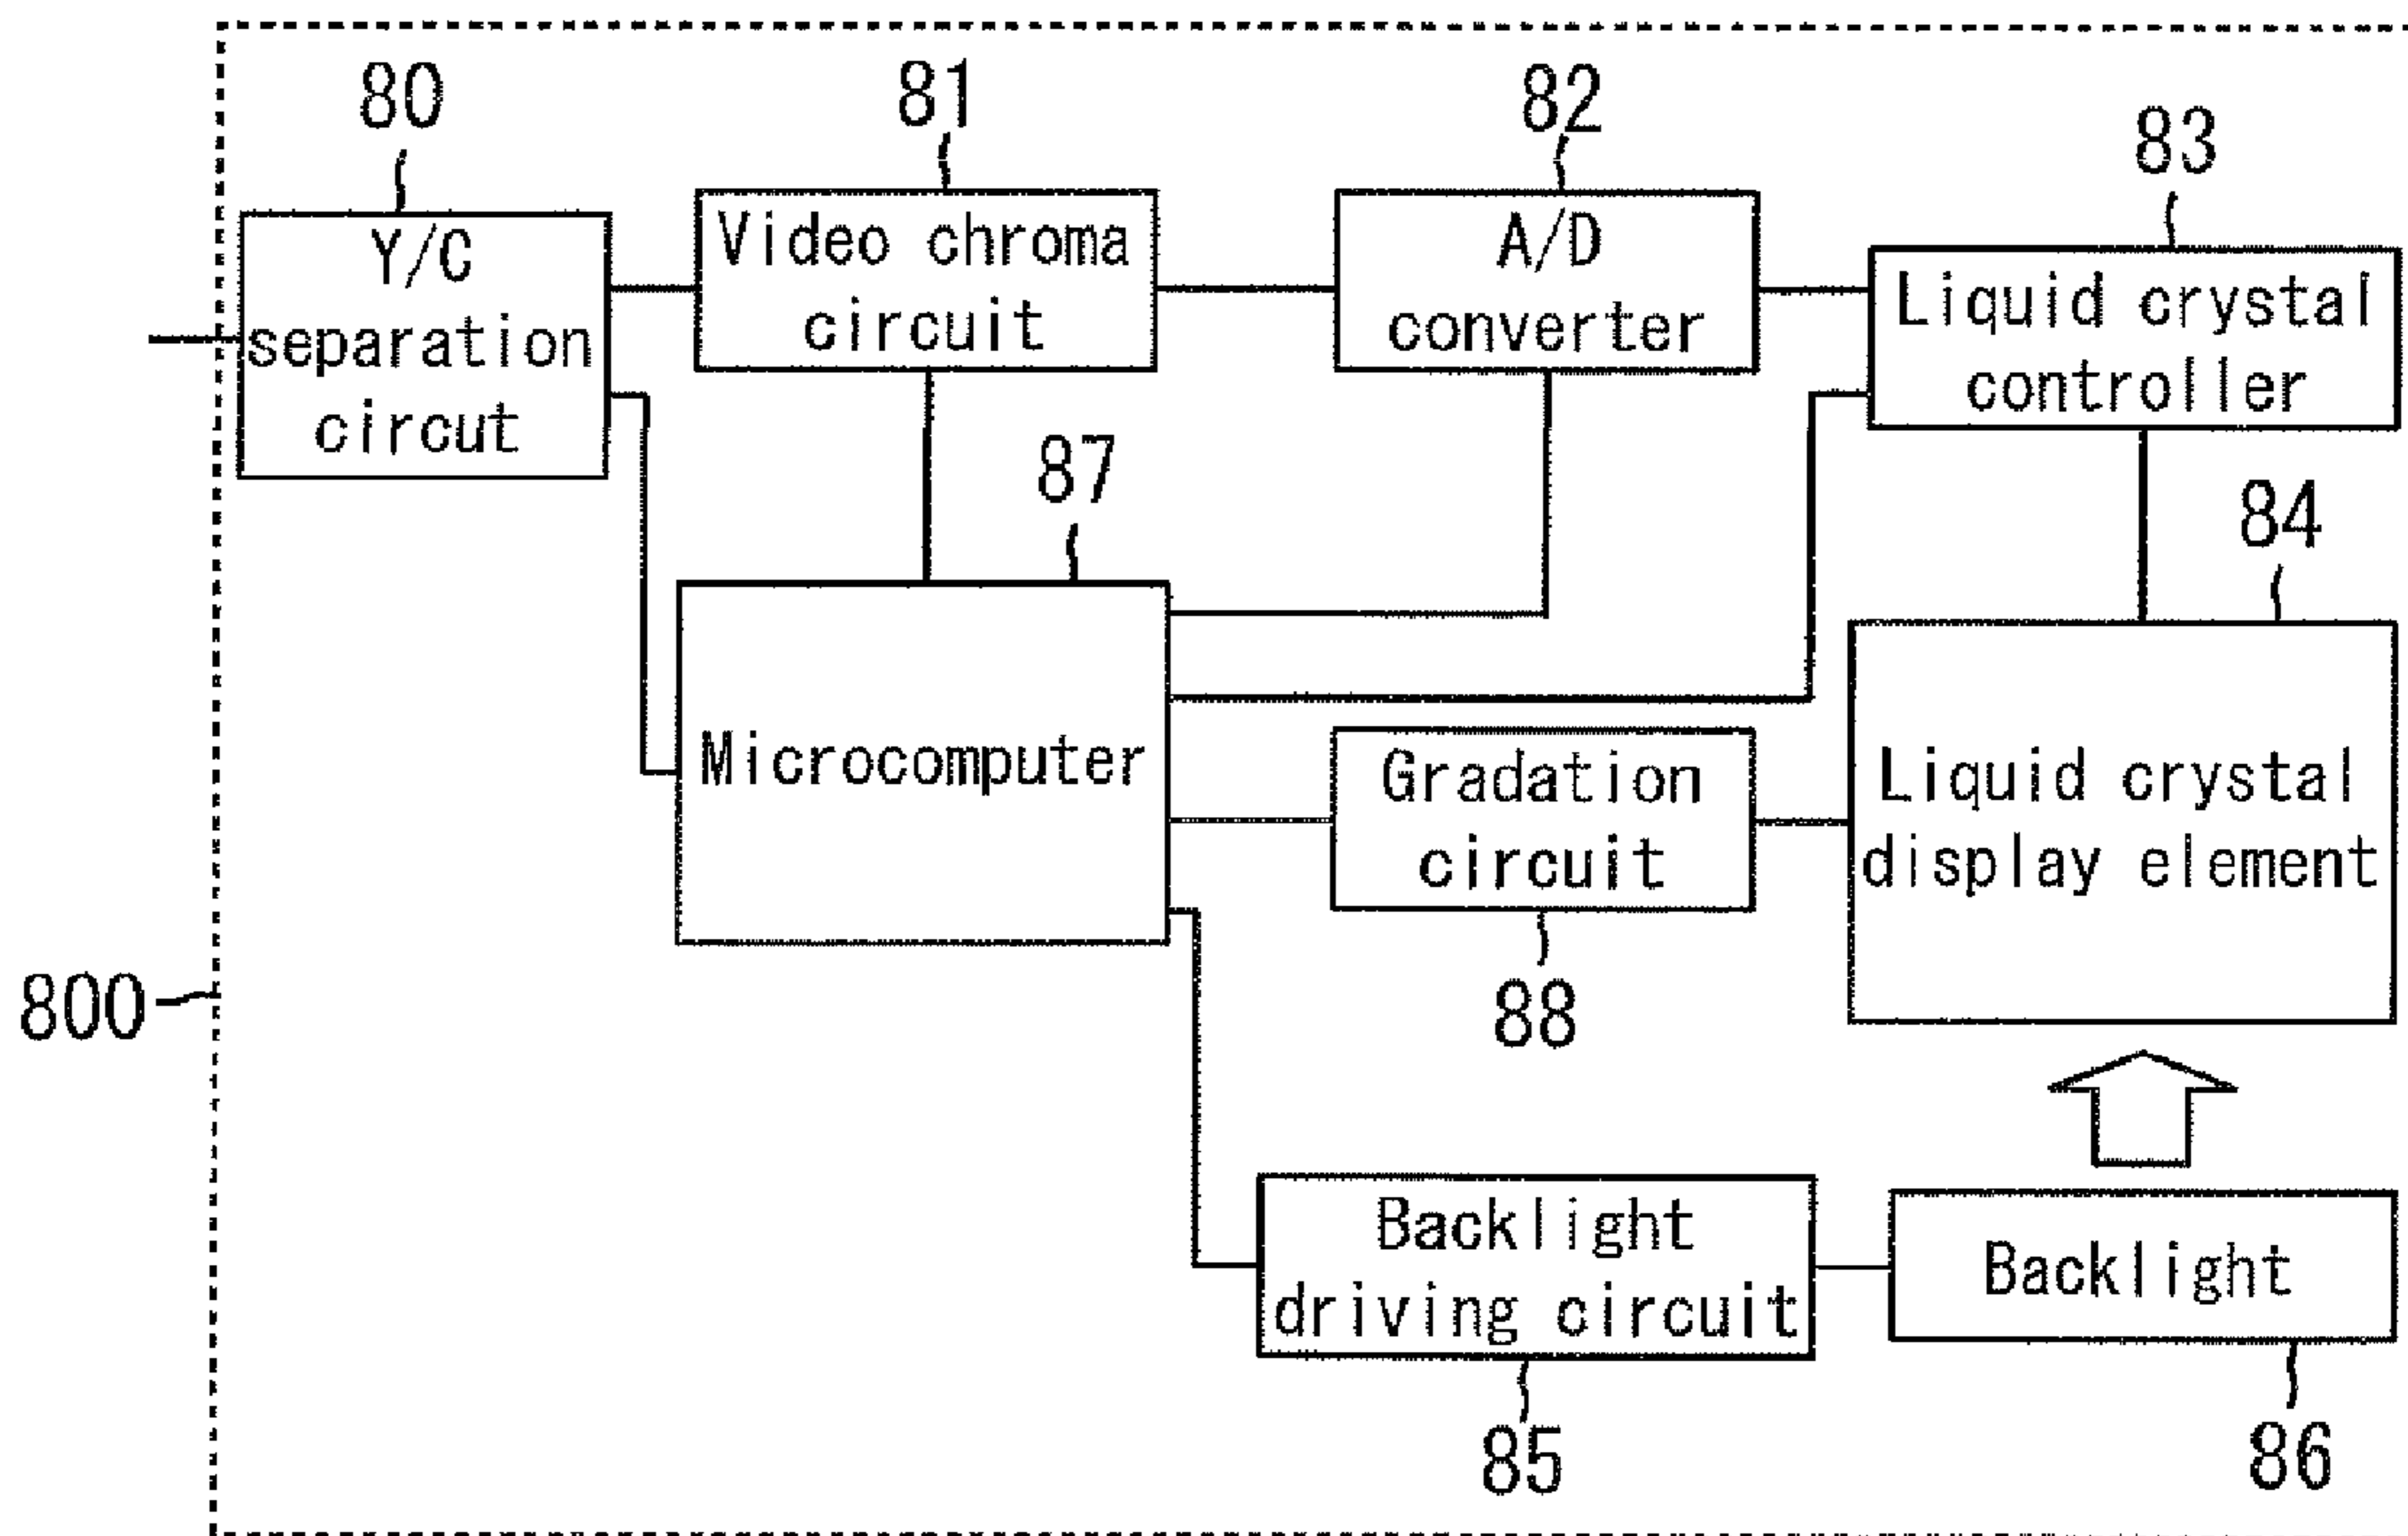 80
81
82
83
Y/C
separation
circut
Video chroma
circuit
A/D
converter
Liquid crystal
controller
87
84
Microcomputer
Gradation
circuit
Liquid crystal
display element
800
88
Backlight
driving circuit
Backlight
85
86